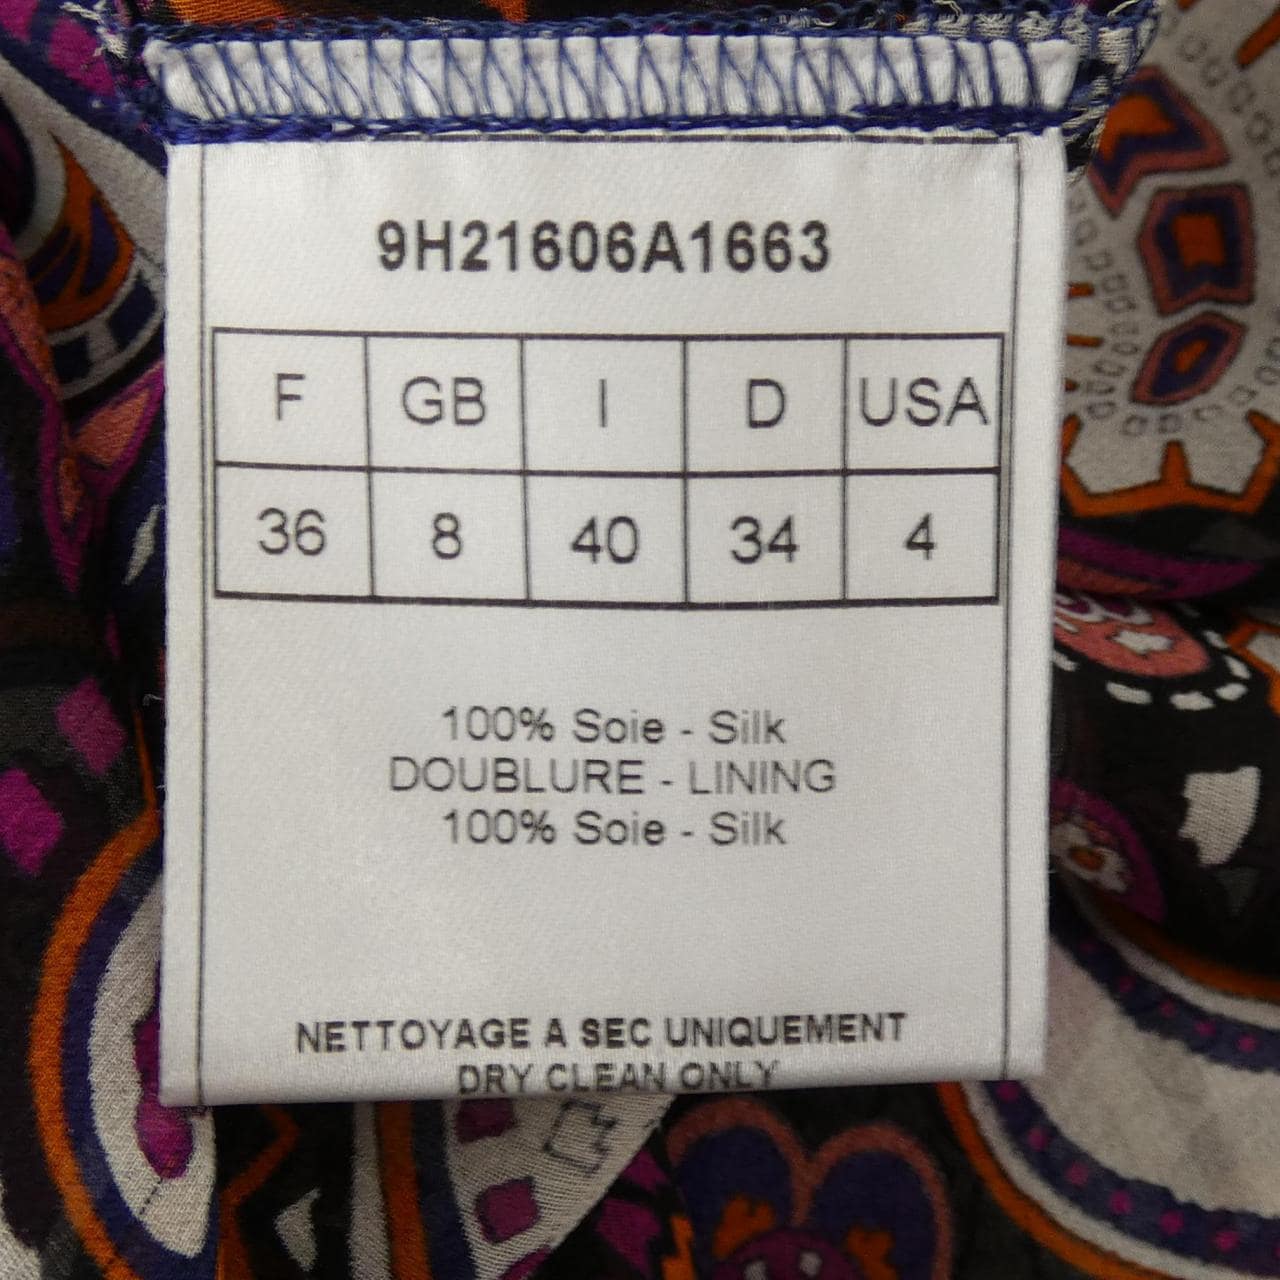 9H21606A1663
F GB I D USA
36 8 40 34 4
100% Soie - Silk
DOUBLURE - LINING
100% Soie - Silk
NETTOYAGE A SEC UNIQUEMENT
DRY CLEAN ONLY